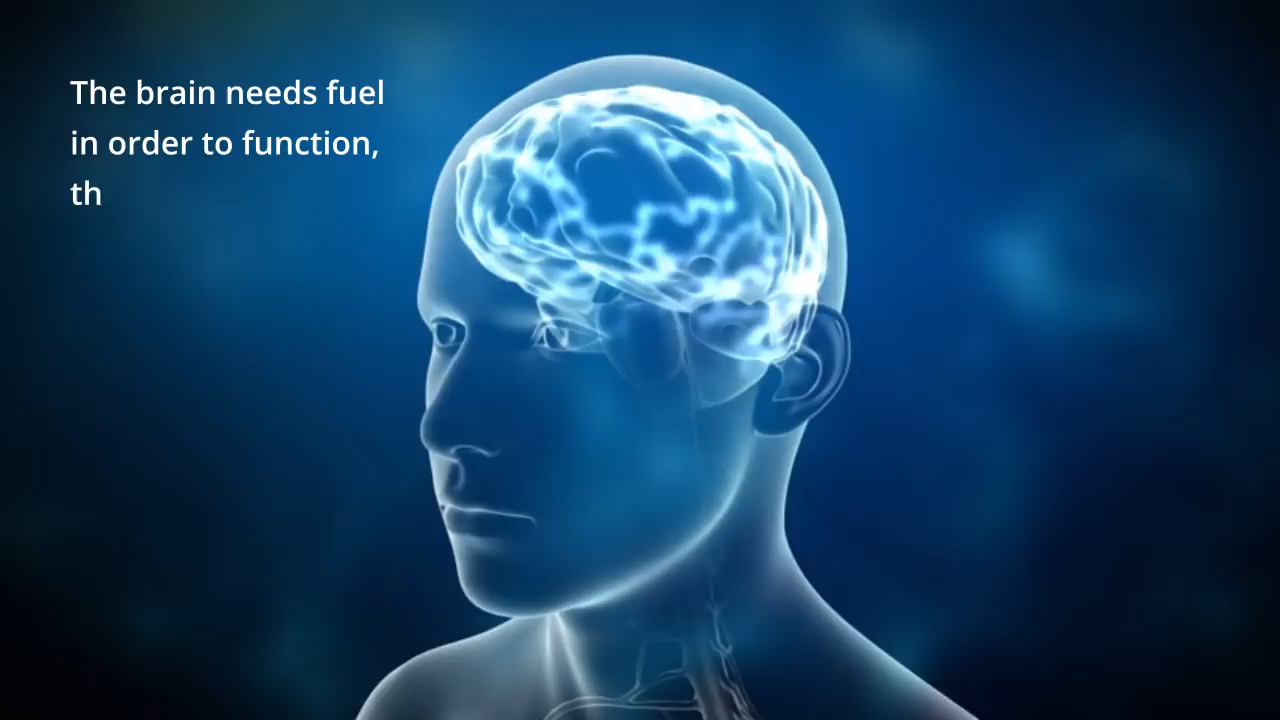 The brain needs fuel
in order to function,
th